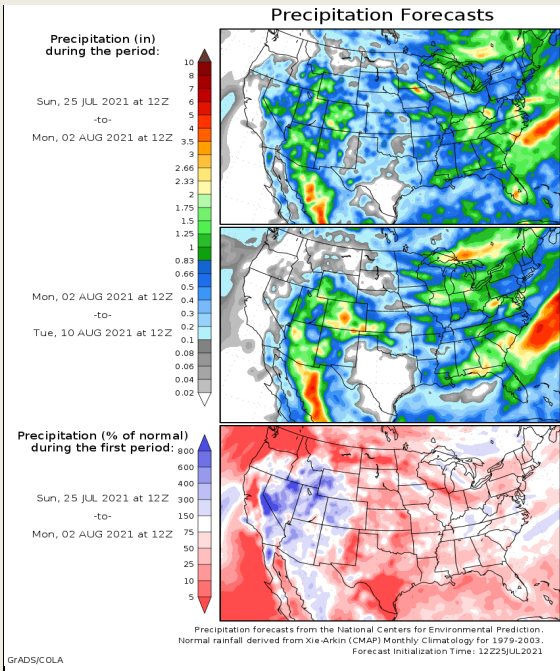 Precipitation Forecasts
Precipitation (in)
during the period:
Sun, 25 JUL 2021 at 12Z
-to-
Mon, 02 AUG 2021 at 12Z
10
8
7
6
5
4
3.5
3
2.66
2.33
2
1.75
1.5
1.25
1
0.83
0.66
0.5
0.4
0.3
0.2
0.1
0.08
0.06
0.04
0.02
Mon, 02 AUG 2021 at 12Z
-to-
Tue, 10 AUG 2021 at 12Z
Precipitation (% of normal)
during the first period:
Sun, 25 JUL 2021 at 12Z
-to-
Mon, 02 AUG 2021 at 12Z
800
600
400
300
150
75
50
25
10
5
Precipitation forecasts from the National Centers for Environmental Prediction.
Normal rainfall derived from Xie-Arkin (CMAP) Monthly Climatology for 1979-2003.
Forecast Initialization Time: 12Z25JUL2021
GrADS/COLA